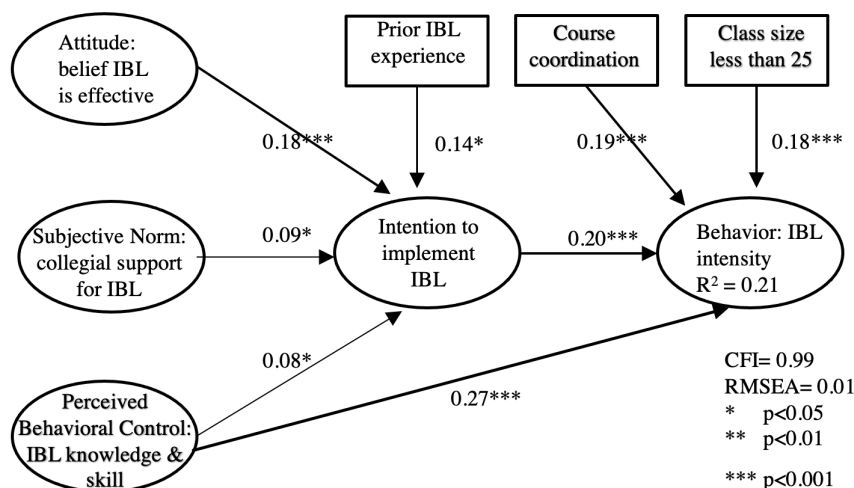 Attitude:
belief IBL
is effective
Prior IBL
experience
Course
coordination
Class size
less than 25
0.18***
0.14*
0.19***
0.18***
Subjective Norm:
collegial support
for IBL
0.09*
Intention to
implement
IBL
0.20***
Behavior: IBL
intensity
R² = 0.21
0.08*
0.27***
Perceived
Behavioral Control:
IBL knowledge &
skill
CFI= 0.99
RMSEA= 0.01
* p<0.05
** p<0.01
*** p<0.001